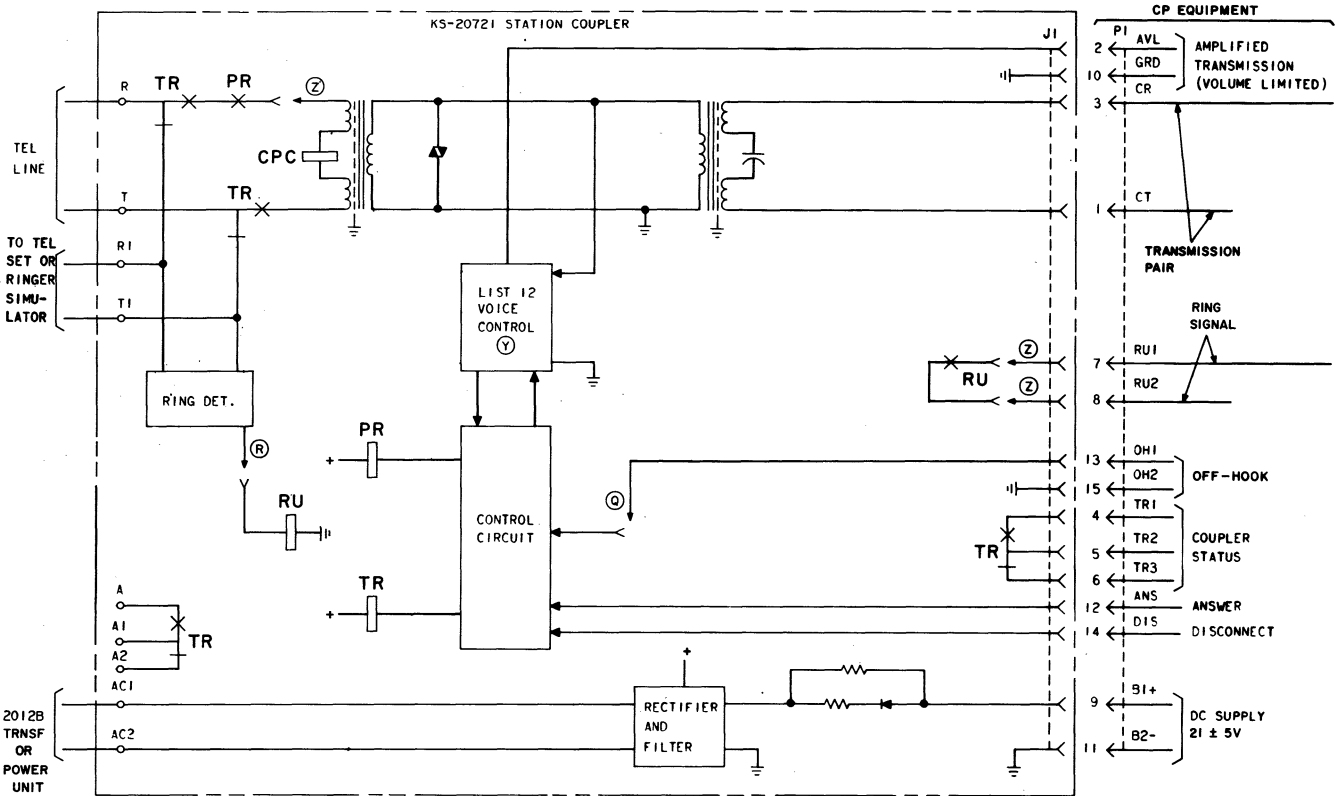 KS-20721 STATION COUPLER
CP EQUIPMENT
J1
P1
2
AVL
10
GRD
AMPLIFIED
TRANSMISSION
(VOLUME LIMITED)
3
CR
R
TR
PR
Z
TEL
LINE
CPC
T
TR
1
CT
TRANSMISSION
PAIR
TO TEL
SET OR
RINGER
SIMU-
LATOR
R1
T1
LIST 12
VOICE
CONTROL
Y
RING
SIGNAL
Z
7
RU1
RU
Z
8
RU2
RING DET.
R
RU
PR
+
CONTROL
CIRCUIT
Q
13
OH1
15
OH2
OFF-HOOK
TR
4
TR1
5
TR2
6
TR3
COUPLER
STATUS
TR
+
12
ANS
ANSWER
14
DIS
DISCONNECT
A
A1
A2
TR
2012B
TRNSF
OR
POWER
UNIT
AC1
AC2
+
RECTIFIER
AND
FILTER
9
B1+
11
B2-
DC SUPPLY
21 ± 5V